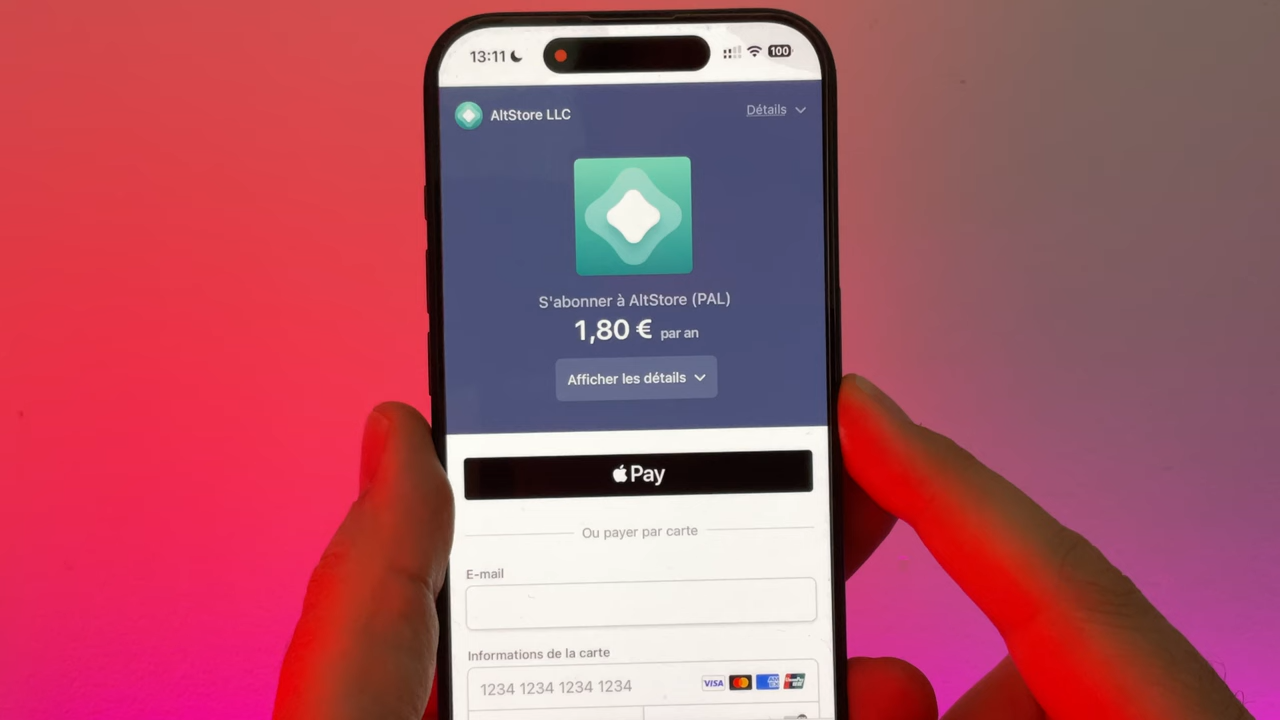 13:11
100
AltStore LLC
Détails
S'abonner à AltStore (PAL)
1,80 € par an
Afficher les détails
Pay
Ou payer par carte
E-mail
Informations de la carte
1234 1234 1234 1234
VISA